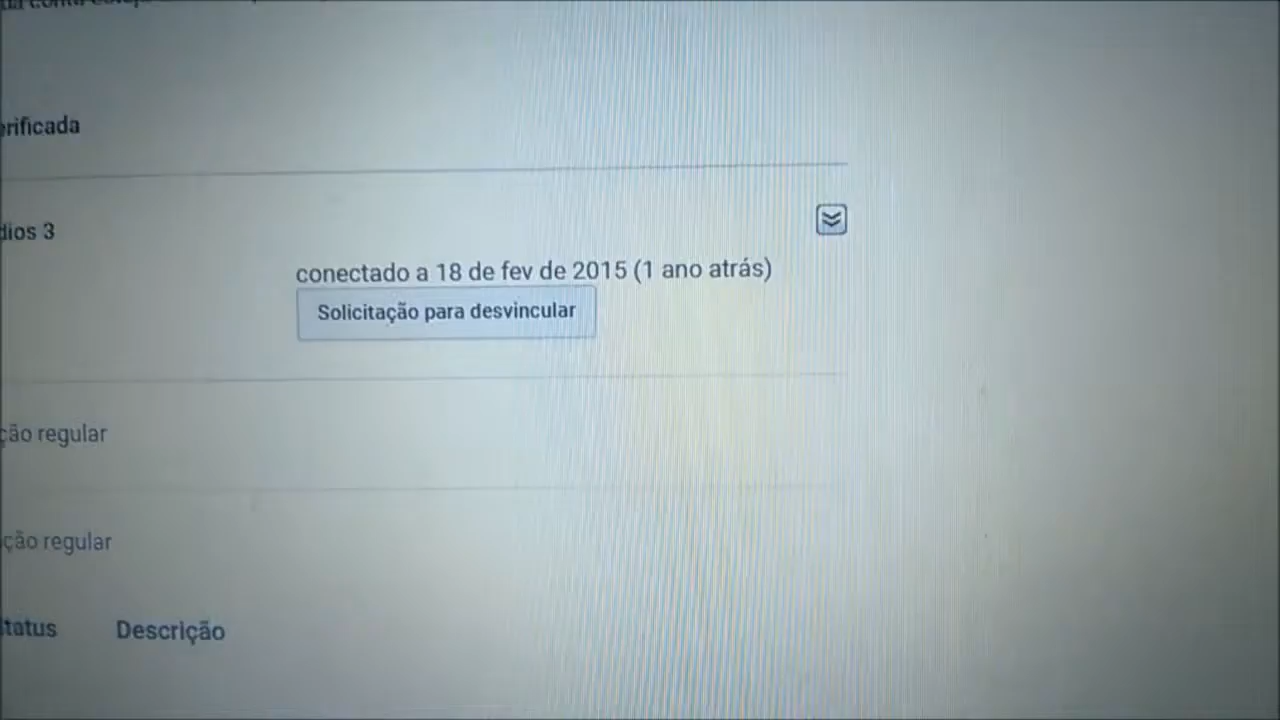 erificada
dios 3
conectado a 18 de fev de 2015 (1 ano atrás)
Solicitação para desvincular
ção regular
ção regular
tatus Descrição